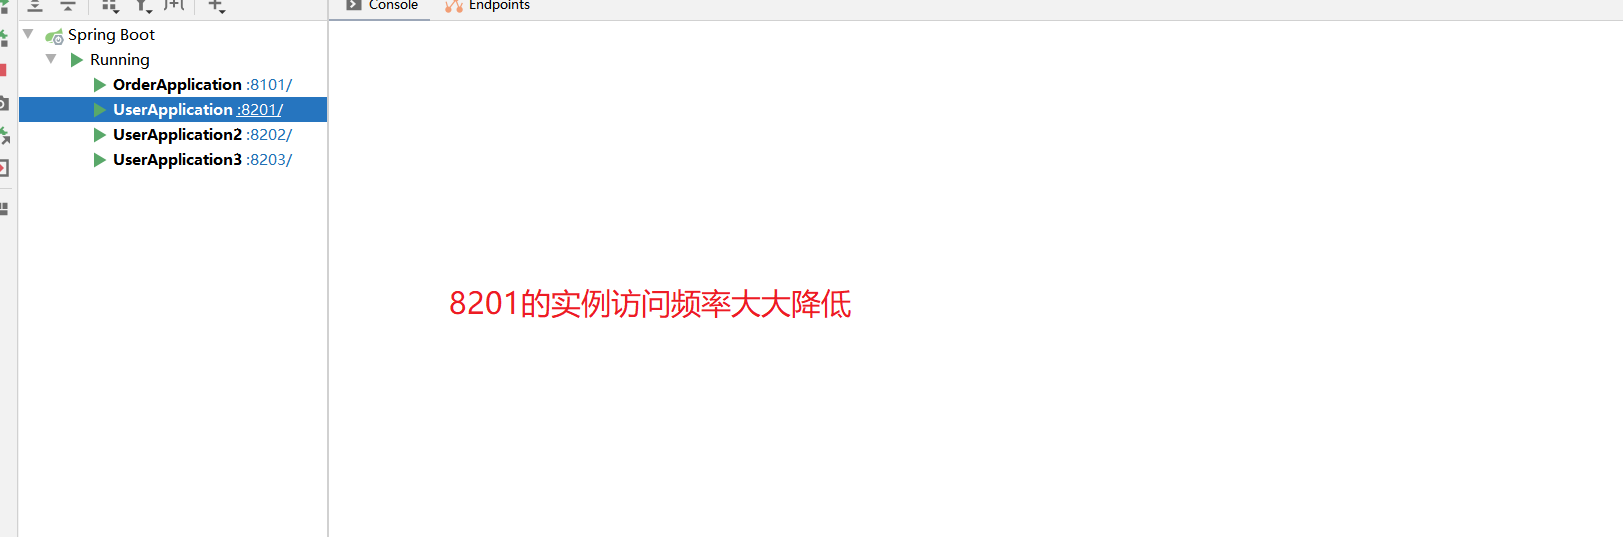 Console Endpoints
Spring Boot
Running
OrderApplication :8101/
UserApplication :8201/
UserApplication2 :8202/
UserApplication3 :8203/
8201的实例访问频率大大降低